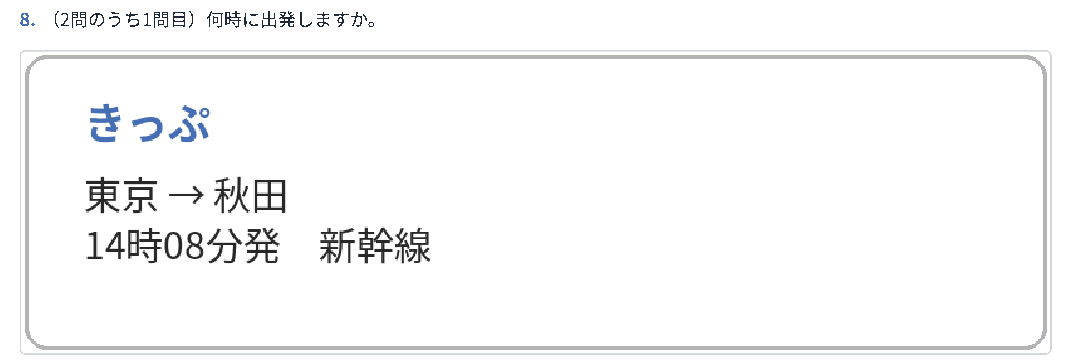 8. （2問のうち1問目）何時に出発しますか。
きっぷ
東京 → 秋田
14時08分発　新幹線